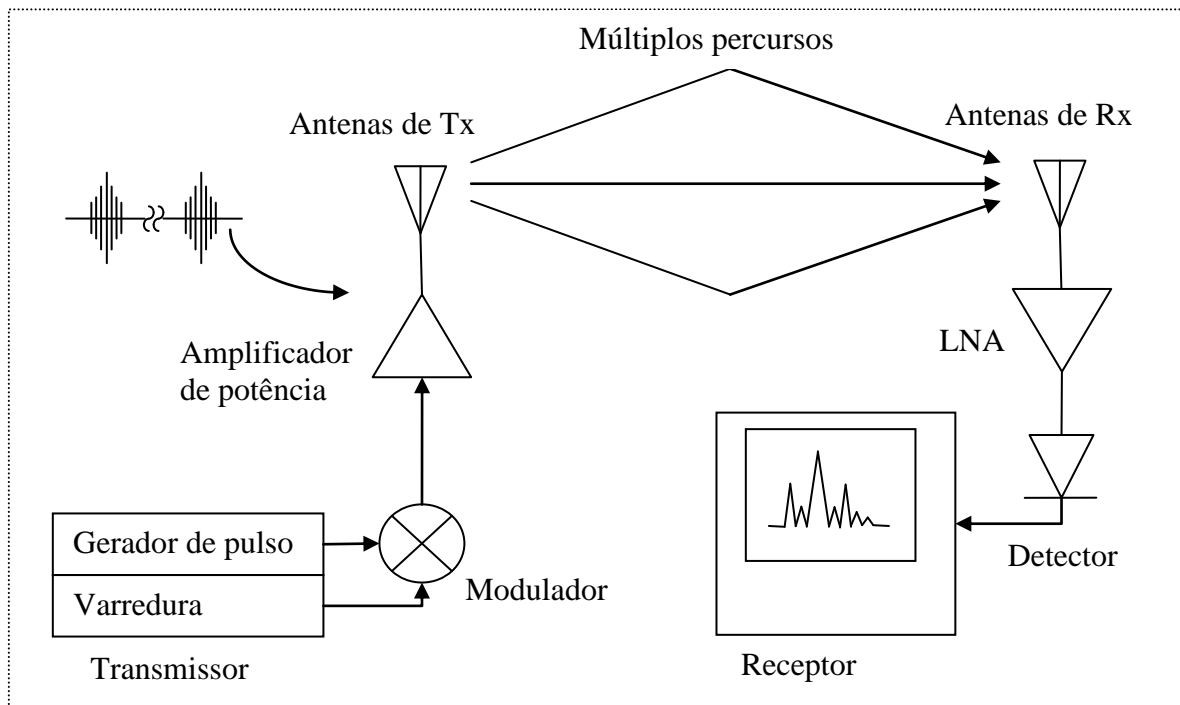 Múltiplos percursos
Antenas de Tx
Antenas de Rx
Amplificador
de potência
LNA
Gerador de pulso
Varredura
Modulador
Detector
Transmissor
Receptor